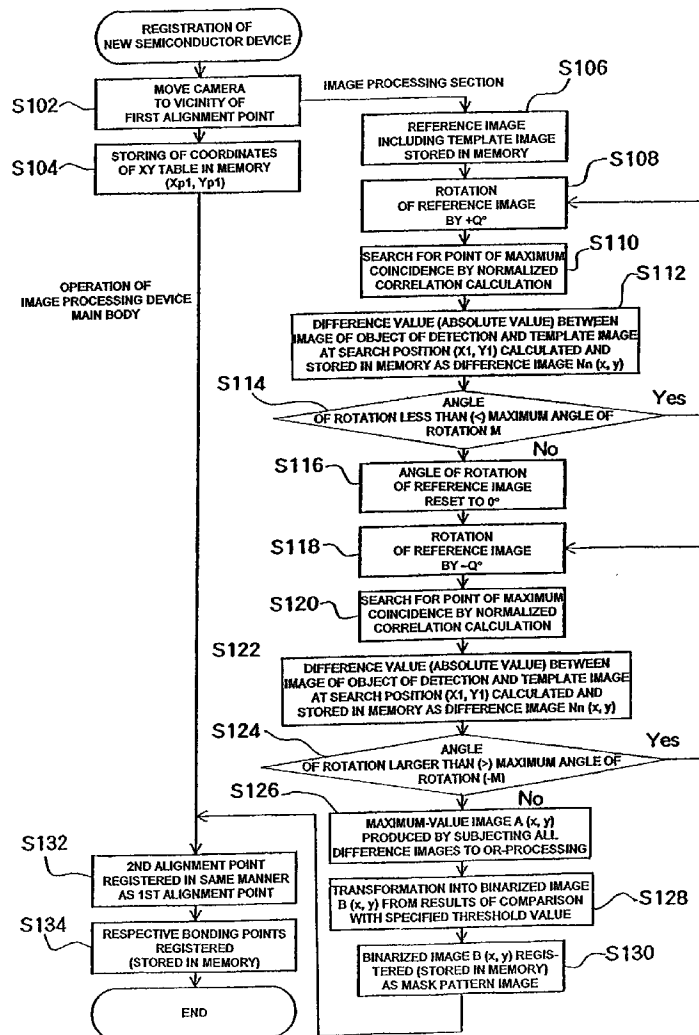 REGISTRATION OF
NEW SEMICONDUCTOR DEVICE
S102
MOVE CAMERA
TO VICINITY OF
FIRST ALIGNMENT POINT
IMAGE PROCESSING SECTION
S104
STORING OF COORDINATES
OF XY TABLE IN MEMORY
(Xp1, Yp1)
S106
REFERENCE IMAGE
INCLUDING TEMPLATE IMAGE
STORED IN MEMORY
S108
ROTATION
OF REFERENCE IMAGE
BY +Q°
S110
SEARCH FOR POINT OF MAXIMUM
COINCIDENCE BY NORMALIZED
CORRELATION CALCULATION
OPERATION OF
IMAGE PROCESSING DEVICE
MAIN BODY
S112
DIFFERENCE VALUE (ABSOLUTE VALUE) BETWEEN
IMAGE OF OBJECT OF DETECTION AND TEMPLATE IMAGE
AT SEARCH POSITION (X1, Y1) CALCULATED AND
STORED IN MEMORY AS DIFFERENCE IMAGE Nn (x, y)
S114
ANGLE
OF ROTATION LESS THAN (<) MAXIMUM ANGLE OF
ROTATION M
Yes
No
S116
ANGLE OF ROTATION
OF REFERENCE IMAGE
RESET TO 0°
S118
ROTATION
OF REFERENCE IMAGE
BY –Q°
S120
SEARCH FOR POINT OF MAXIMUM
COINCIDENCE BY NORMALIZED
CORRELATION CALCULATION
S122
DIFFERENCE VALUE (ABSOLUTE VALUE) BETWEEN
IMAGE OF OBJECT OF DETECTION AND TEMPLATE IMAGE
AT SEARCH POSITION (X1, Y1) CALCULATED AND
STORED IN MEMORY AS DIFFERENCE IMAGE Nn (x, y)
S124
ANGLE
OF ROTATION LARGER THAN (>) MAXIMUM ANGLE OF
ROTATION (-M)
Yes
No
S126
MAXIMUM-VALUE IMAGE A (x, y)
PRODUCED BY SUBJECTING ALL
DIFFERENCE IMAGES TO OR-PROCESSING
S128
TRANSFORMATION INTO BINARIZED IMAGE
B (x, y) FROM RESULTS OF COMPARISON
WITH SPECIFIED THRESHOLD VALUE
S130
BINARIZED IMAGE B (x, y) REGIS-
TERED (STORED IN MEMORY)
AS MASK PATTERN IMAGE
S132
2ND ALIGNMENT POINT
REGISTERED IN SAME MANNER
AS 1ST ALIGNMENT POINT
S134
RESPECTIVE BONDING POINTS
REGISTERED
(STORED IN MEMORY)
END